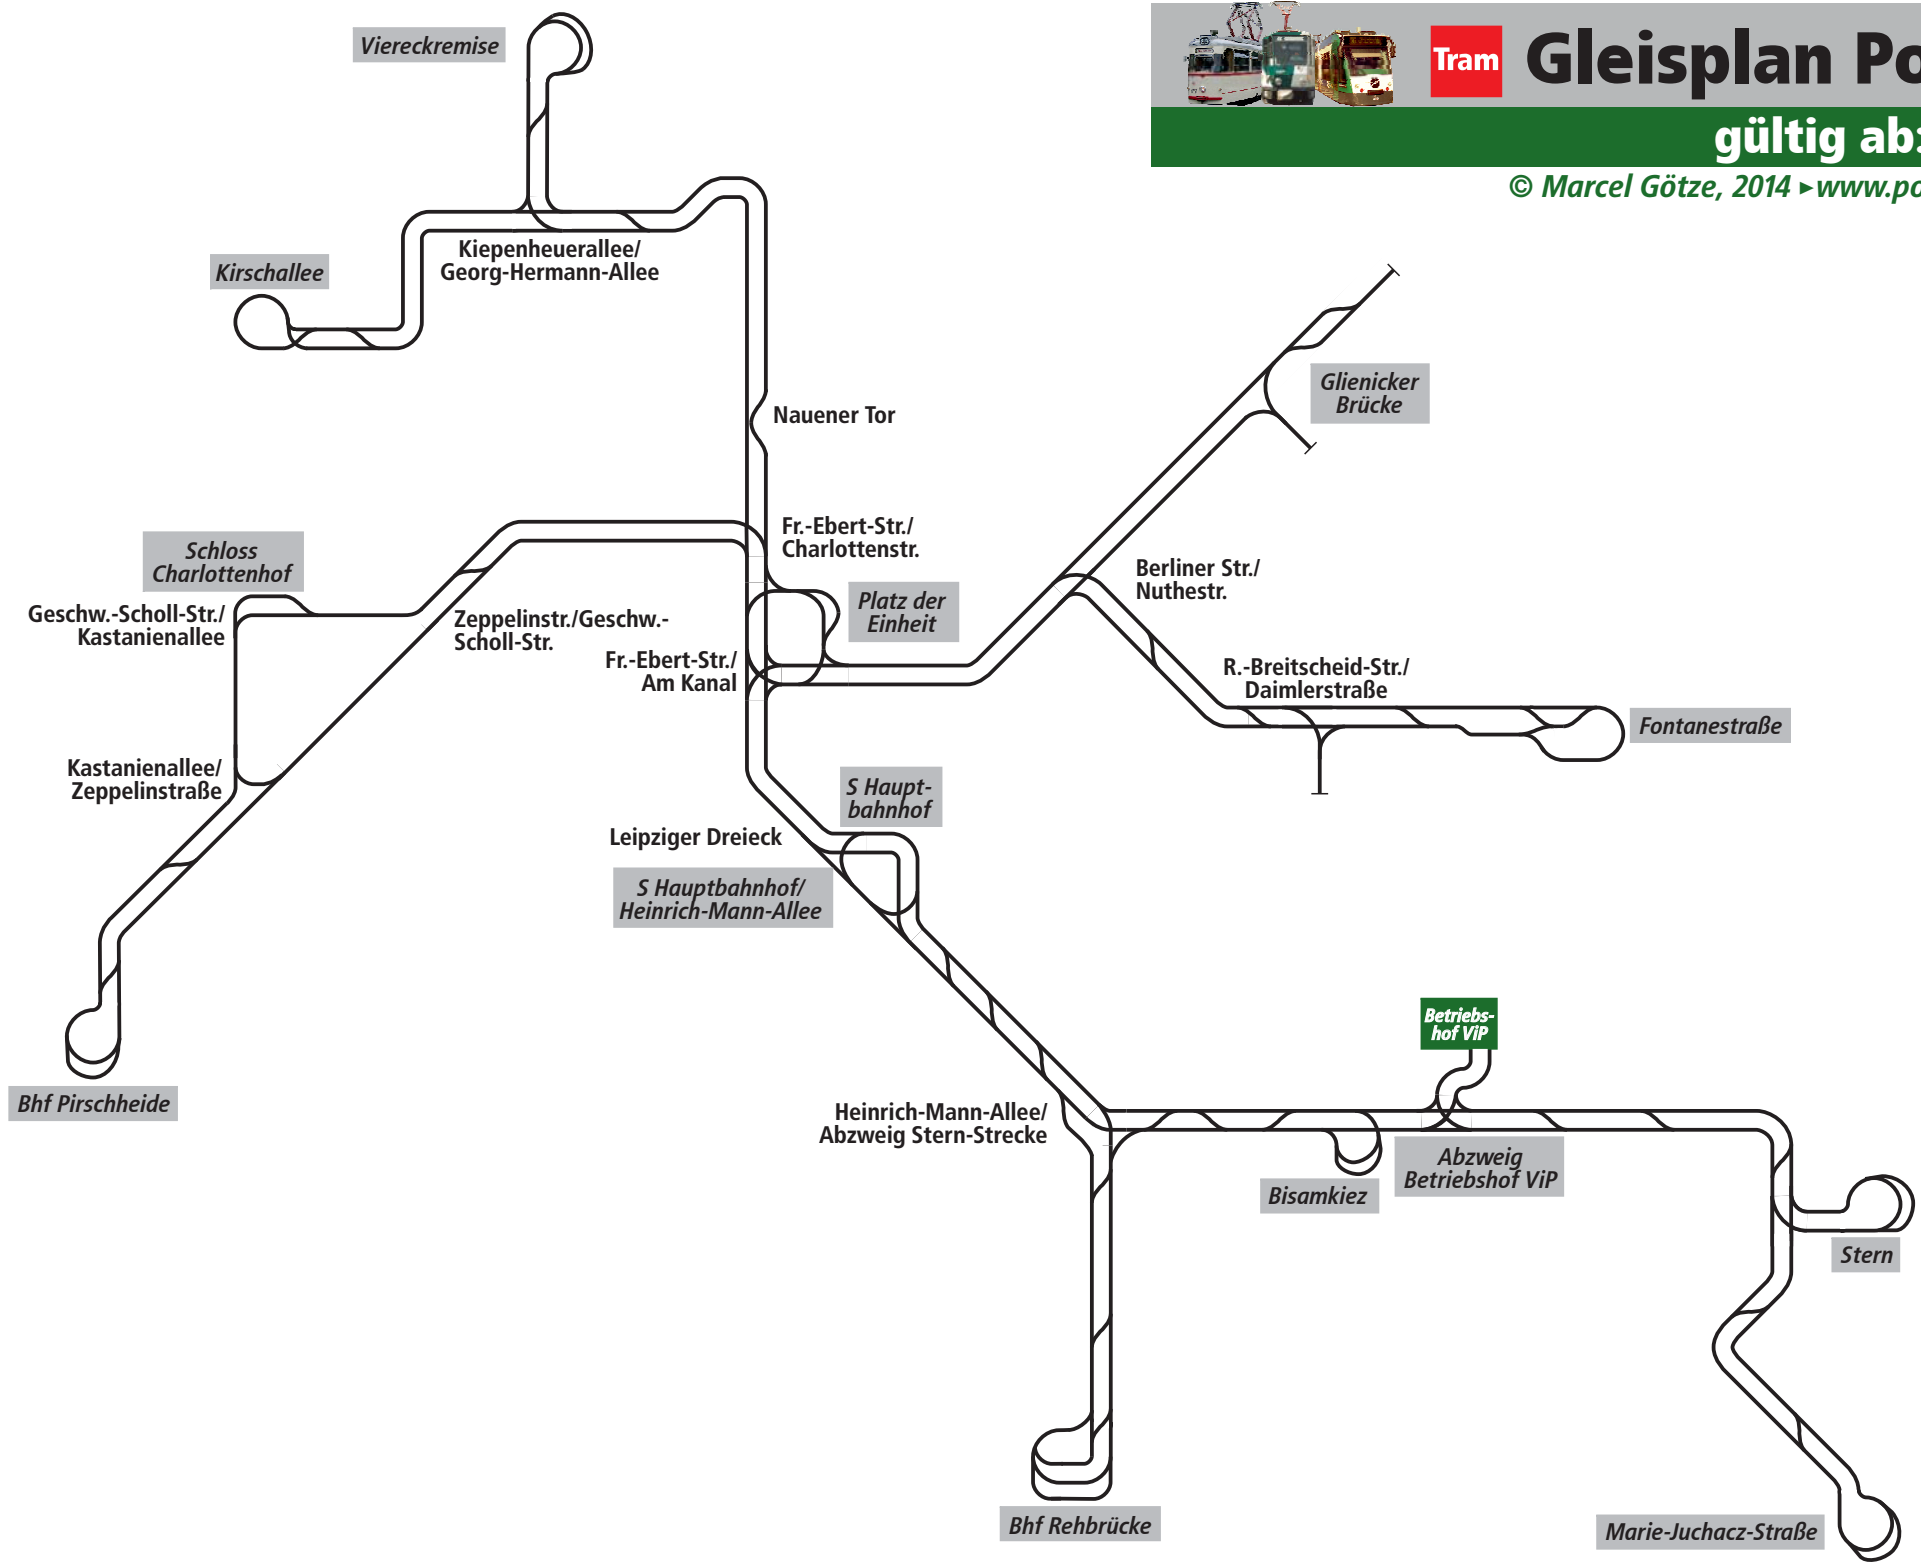 Viereckremise
Tram
Gleisplan Po
gültig ab:
© Marcel Götze, 2014 ►www.po
Kiepenheuerallee/
Georg-Hermann-Allee
Kirschallee
Glienicker
Brücke
Nauener Tor
Fr.-Ebert-Str./
Charlottenstr.
Schloss
Charlottenhof
Berliner Str./
Nuthestr.
Platz der
Einheit
Geschw.-Scholl-Str./
Kastanienallee
Zeppelinstr./Geschw.-
Scholl-Str.
Fr.-Ebert-Str./
Am Kanal
R.-Breitscheid-Str./
Daimlerstraße
Fontanestraße
Kastanienallee/
Zeppelinstraße
S Haupt-
bahnhof
Leipziger Dreieck
S Hauptbahnhof/
Heinrich-Mann-Allee
Betriebs-
hof ViP
Bhf Pirschheide
Heinrich-Mann-Allee/
Abzweig Stern-Strecke
Abzweig
Betriebshof ViP
Bisamkiez
Stern
Bhf Rehbrücke
Marie-Juchacz-Straße